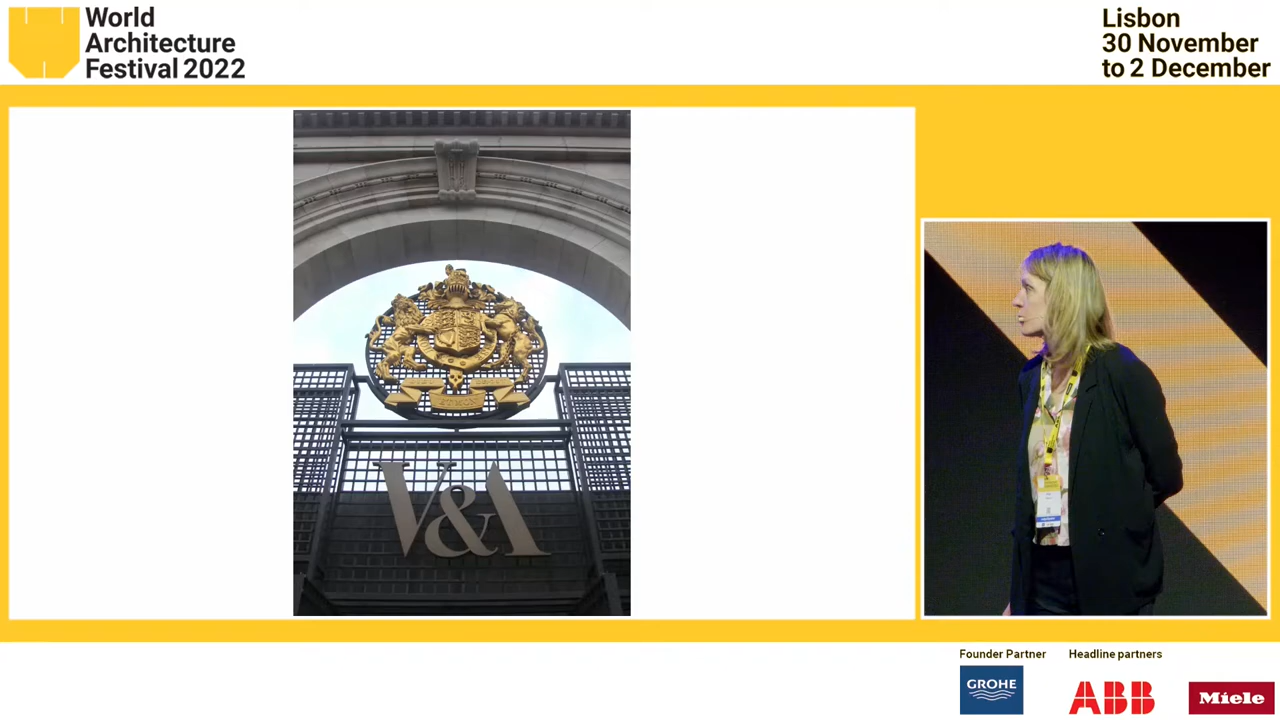 World
Architecture
Festival 2022
Lisbon
30 November
to 2 December
V&A
Founder Partner
Headline partners
GROHE
ABB
Miele